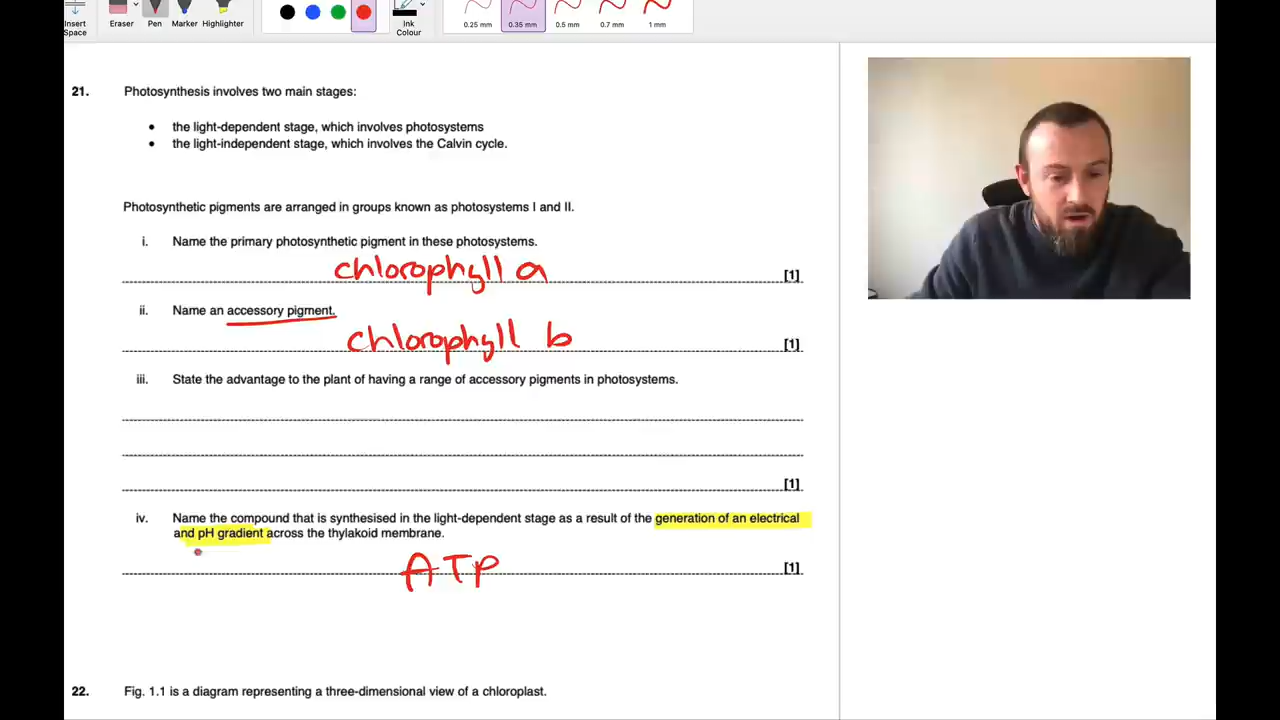 Insert
Space
Eraser
Pen
Marker
Highlighter
Ink
Colour
0.25 mm
0.35 mm
0.5 mm
0.7 mm
1 mm
21. Photosynthesis involves two main stages:
• the light-dependent stage, which involves photosystems
• the light-independent stage, which involves the Calvin cycle.
Photosynthetic pigments are arranged in groups known as photosystems I and II.
i. Name the primary photosynthetic pigment in these photosystems.
chlorophyll a
[1]
ii. Name an accessory pigment.
chlorophyll b
[1]
iii. State the advantage to the plant of having a range of accessory pigments in photosystems.
[1]
iv. Name the compound that is synthesised in the light-dependent stage as a result of the generation of an electrical
and pH gradient across the thylakoid membrane.
ATP
[1]
22. Fig. 1.1 is a diagram representing a three-dimensional view of a chloroplast.